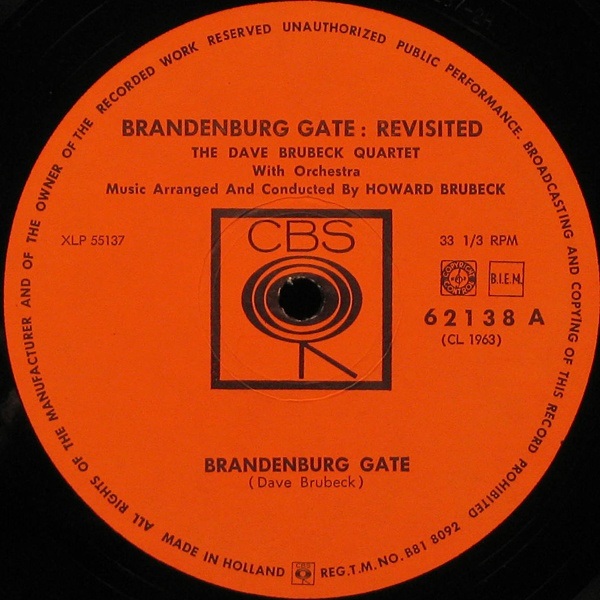 ALL RIGHTS OF THE MANUFACTURER AND OF THE OWNER OF THE RECORDED WORK RESERVED UNAUTHORIZED PUBLIC PERFORMANCE. BROADCASTING AND COPYING OF THIS RECORD PROHIBITED
BRANDENBURG GATE: REVISITED
THE DAVE BRUBECK QUARTET
With Orchestra
Music Arranged And Conducted By HOWARD BRUBECK
XLP 55137
CBS
33 1/3 RPM
COPYRIGHT CONTROL
B.I.E.M.
62138 A
(CL 1963)
BRANDENBURG GATE
(Dave Brubeck)
MADE IN HOLLAND CBS REG.T.M.NO. R81 8092